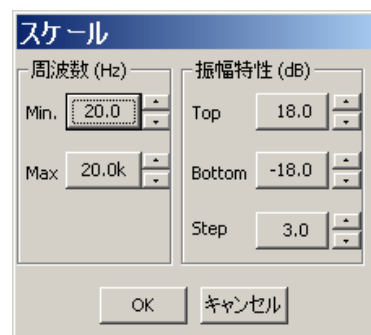 スケール
周波数 (Hz)
Min. 20.0
Max 20.0k
振幅特性 (dB)
Top 18.0
Bottom -18.0
Step 3.0
OK キャンセル